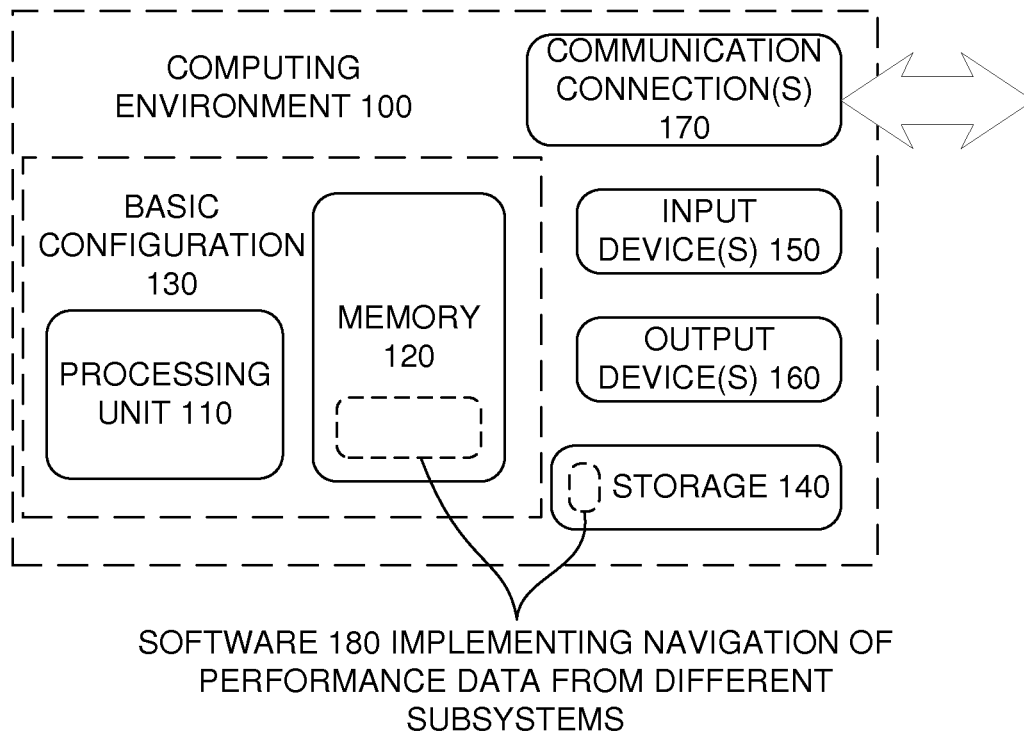 COMPUTING
ENVIRONMENT 100
COMMUNICATION
CONNECTION(S)
170
BASIC
CONFIGURATION
130
PROCESSING
UNIT 110
MEMORY
120
INPUT
DEVICE(S) 150
OUTPUT
DEVICE(S) 160
STORAGE 140
SOFTWARE 180 IMPLEMENTING NAVIGATION OF
PERFORMANCE DATA FROM DIFFERENT
SUBSYSTEMS